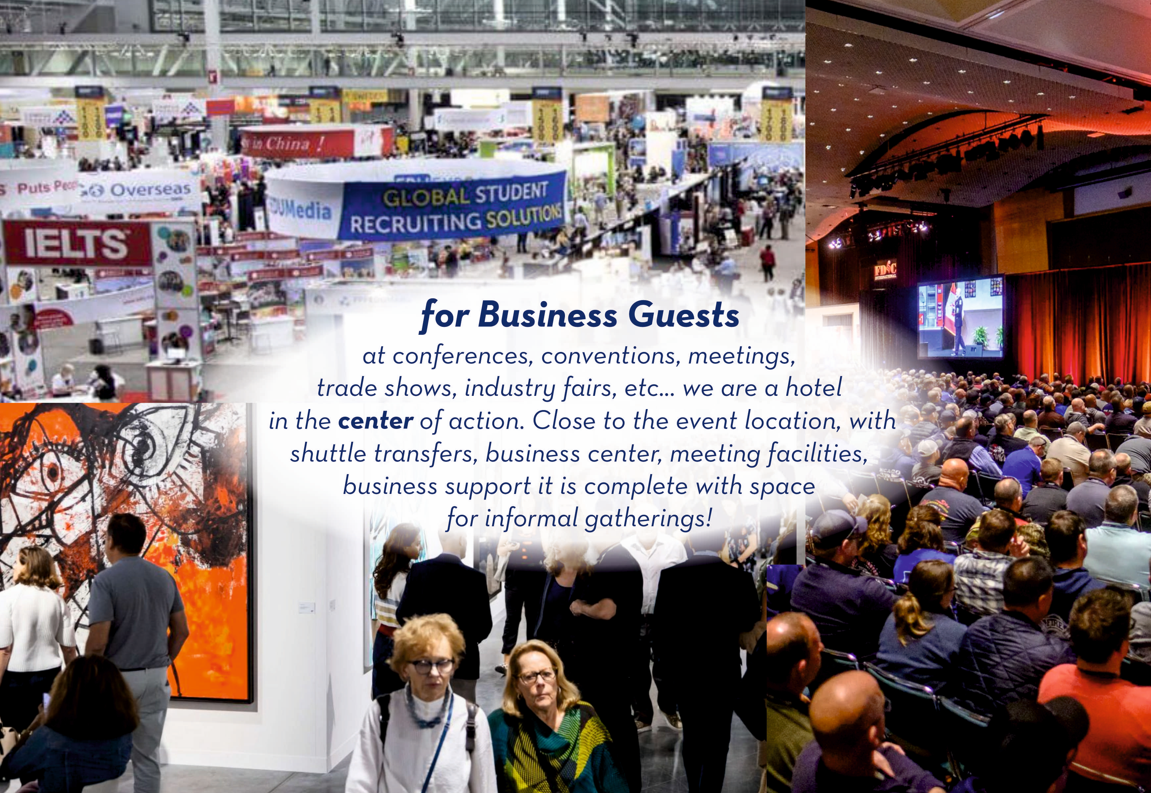 y in China !
Puts
Overseas
EDUMedia
GLOBAL STUDENT
RECRUITING SOLUTIONS
IELTS
FDIC
for Business Guests
at conferences, conventions, meetings,
trade shows, industry fairs, etc... we are a hotel
in the center of action. Close to the event location, with
shuttle transfers, business center, meeting facilities,
business support it is complete with space
for informal gatherings!